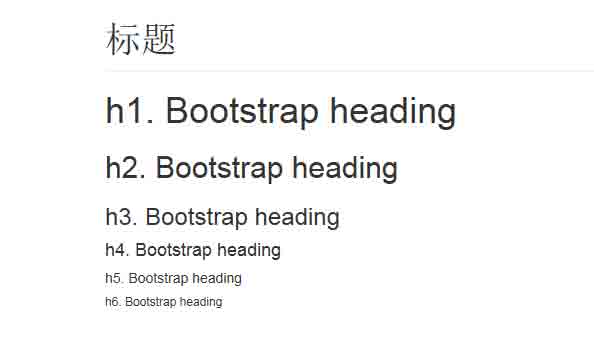 标题
h1. Bootstrap heading
h2. Bootstrap heading
h3. Bootstrap heading
h4. Bootstrap heading
h5. Bootstrap heading
h6. Bootstrap heading